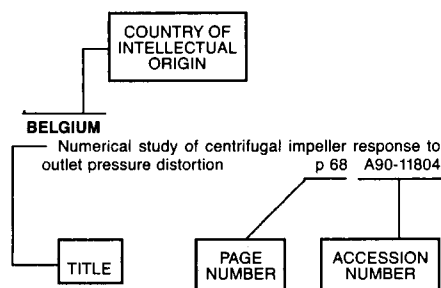 COUNTRY OF
INTELLECTUAL
ORIGIN
BELGIUM
Numerical study of centrifugal impeller response to
outlet pressure distortion p 68 A90-11804
TITLE
PAGE
NUMBER
ACCESSION
NUMBER